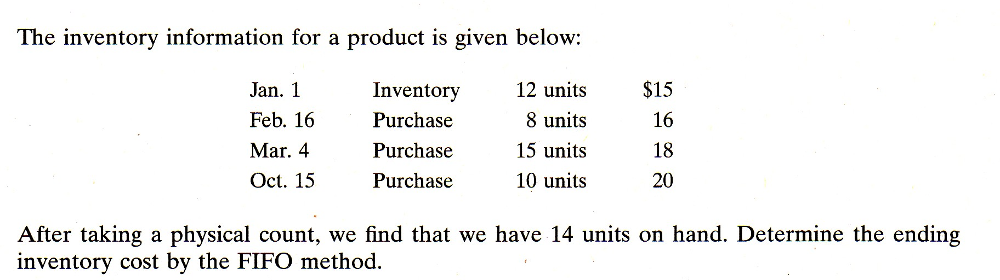 The inventory information for a product is given below:
Jan. 1 Inventory 12 units $15
Feb. 16 Purchase 8 units 16
Mar. 4 Purchase 15 units 18
Oct. 15 Purchase 10 units 20
After taking a physical count, we find that we have 14 units on hand. Determine the ending
inventory cost by the FIFO method.